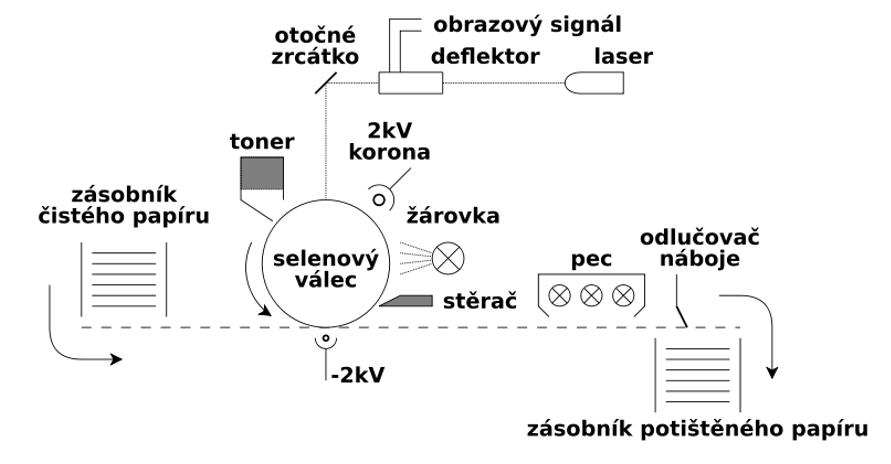 obrazový signál
otočné
zrcátko
deflektor
laser
toner
2kV
korona
zásobník
čistého papíru
žárovka
selenový
válec
stěrač
pec
odlučovač
náboje
-2kV
zásobník potištěného papíru